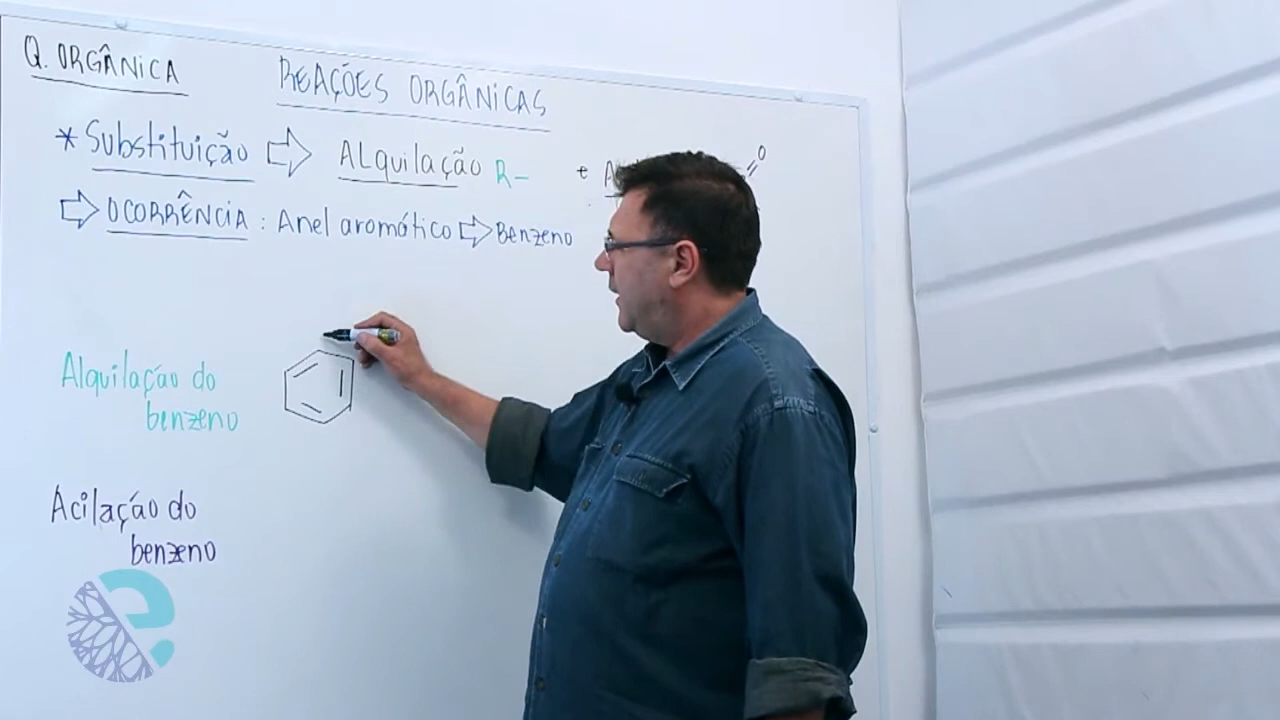 Q. ORGÂNICA
REAÇÕES ORGÂNICAS
* Substituição ⇒ ALquilação R– e
⇒ OCORRÊNCIA : Anel aromático ⇒ Benzeno
Alquilação do
benzeno
Acilação do
benzeno